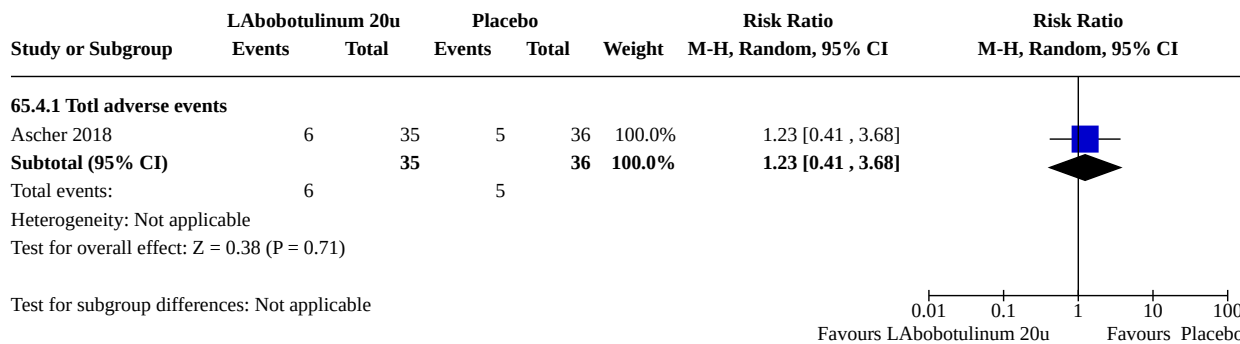 LAbobotulinum 20u Placebo Risk Ratio Risk Ratio
Study or Subgroup Events Total Events Total Weight M-H, Random, 95% CI M-H, Random, 95% CI
65.4.1 Totl adverse events
Ascher 2018 6 35 5 36 100.0% 1.23 [0.41 , 3.68]
Subtotal (95% CI) 35 36 100.0% 1.23 [0.41 , 3.68]
Total events: 6 5
Heterogeneity: Not applicable
Test for overall effect: Z = 0.38 (P = 0.71)
Test for subgroup differences: Not applicable
0.01 0.1 1 10 100
Favours LAbobotulinum 20u Favours Placebo